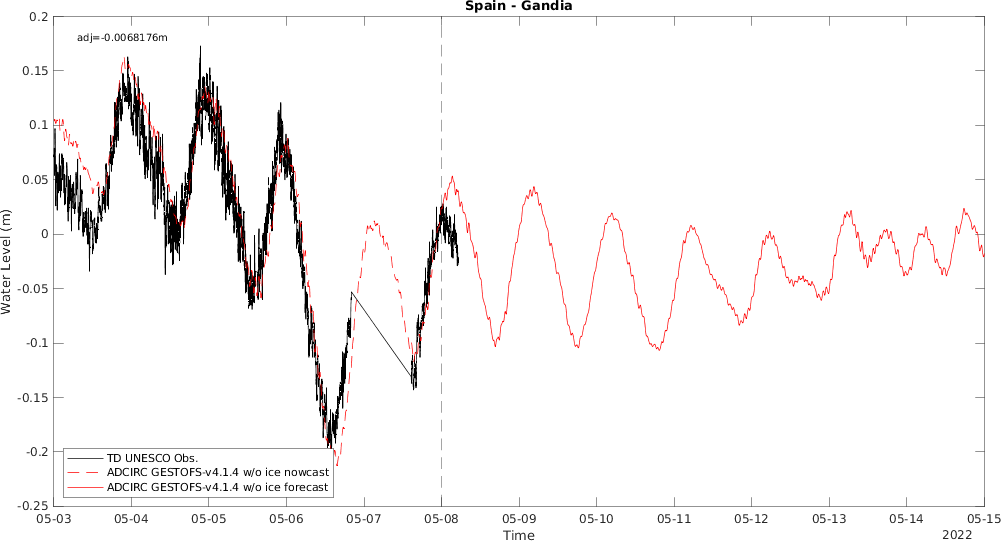 Spain - Gandia
adj=-0.0068176m
0.2
0.15
0.1
0.05
0
-0.05
-0.1
-0.15
-0.2
-0.25
Water Level (m)
TD UNESCO Obs.
ADCIRC GESTOFS-v4.1.4 w/o ice nowcast
ADCIRC GESTOFS-v4.1.4 w/o ice forecast
05-03 05-04 05-05 05-06 05-07 05-08 05-09 05-10 05-11 05-12 05-13 05-14 05-15
Time
2022